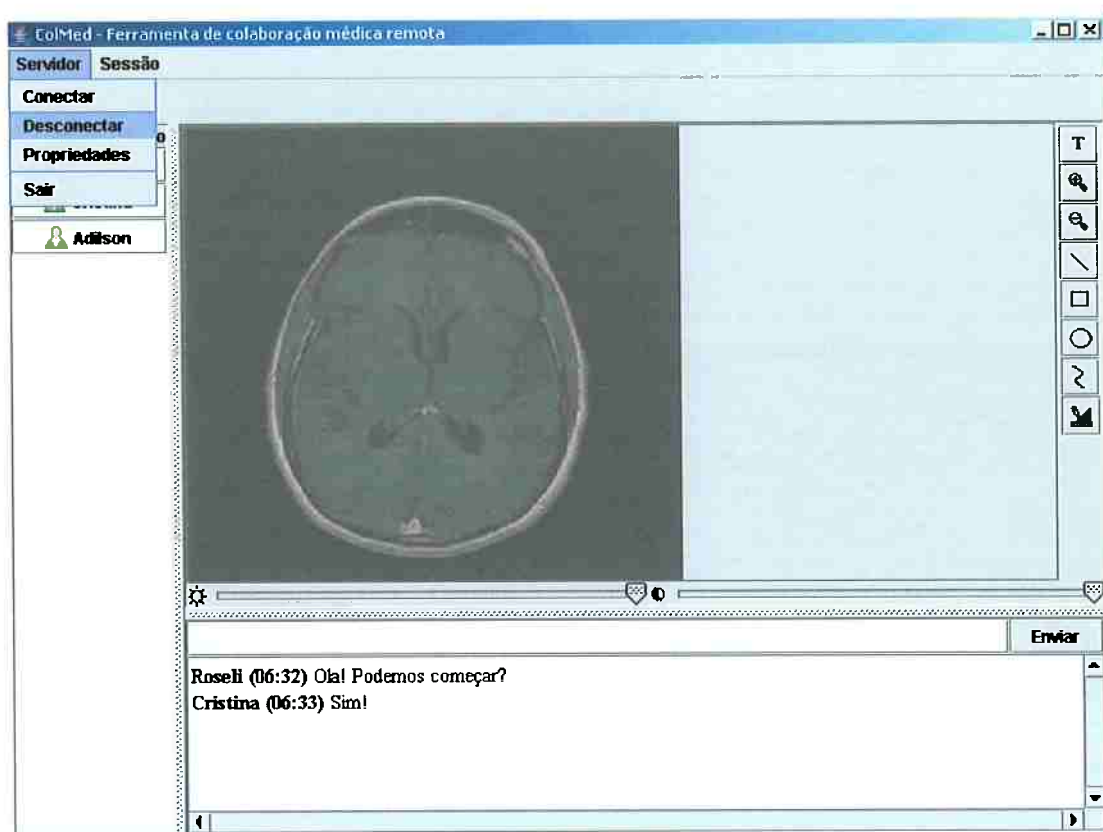 ColMed - Ferramenta de colaboração médica remota
Servidor Sessão
Conectar
Desconectar
Propriedades
Sair
Adilson
T
Enviar
Roseli (06:32) Ola! Podemos começar?
Cristina (06:33) Sim!